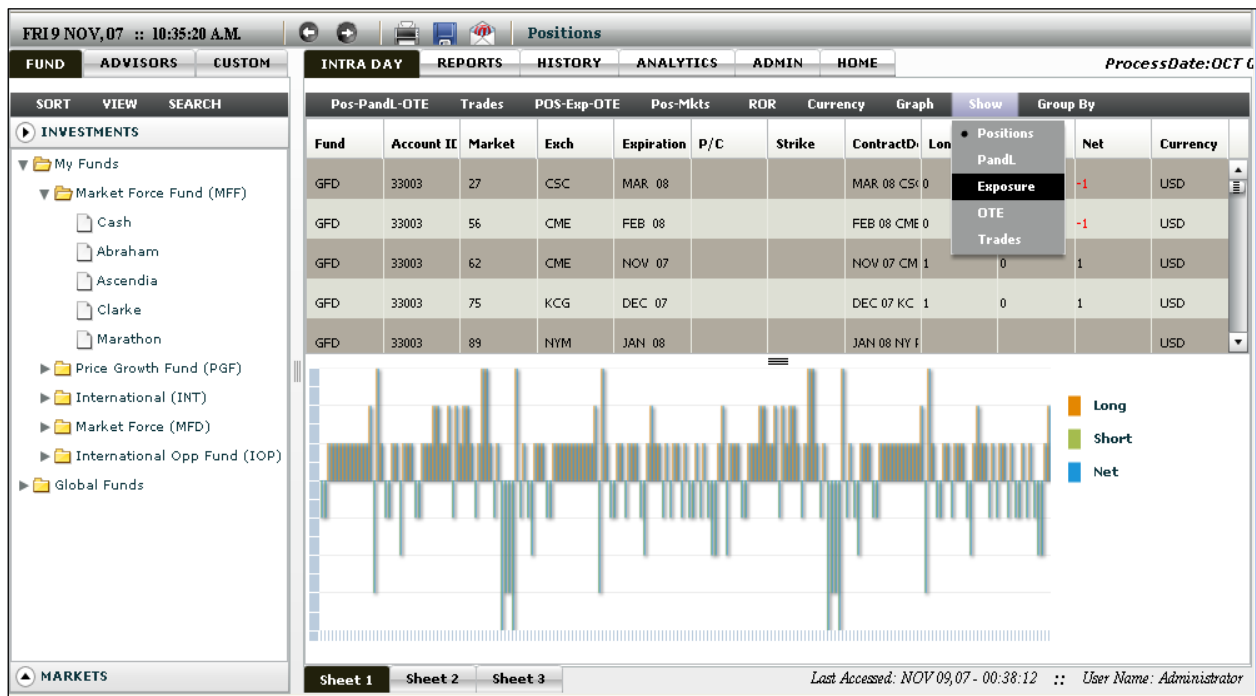 FRI 9 NOV, 07 :: 10:35:20 A.M. Positions
FUND ADVISORS CUSTOM
INTRA DAY REPORTS HISTORY ANALYTICS ADMIN HOME ProcessDate:OCT
SORT VIEW SEARCH
Pos-PandL-OTE Trades POS-Exp-OTE Pos-Mkts ROR Currency Graph Show Group By
INVESTMENTS
My Funds
Market Force Fund (MFF)
Cash
Abraham
Ascendia
Clarke
Marathon
Price Growth Fund (PGF)
International (INT)
Market Force (MFD)
International Opp Fund (IOP)
Global Funds
MARKETS
Positions
PandL
Exposure
OTE
Trades
Fund Account Market Exch Expiration P/C Strike ContractD Lon Net Currency
GFD 33003 27 CSC MAR 08 MAR 08 CS 0 -1 USD
GFD 33003 56 CME FEB 08 FEB 08 CME 0 -1 USD
GFD 33003 62 CME NOV 07 NOV 07 CM 1 0 1 USD
GFD 33003 75 KCG DEC 07 DEC 07 KC 1 0 1 USD
GFD 33003 89 NYM JAN 08 JAN 08 NY USD
Long
Short
Net
Sheet 1 Sheet 2 Sheet 3
Last Accessed: NOV 09,07 - 00:38:12 :: User Name: Administrator